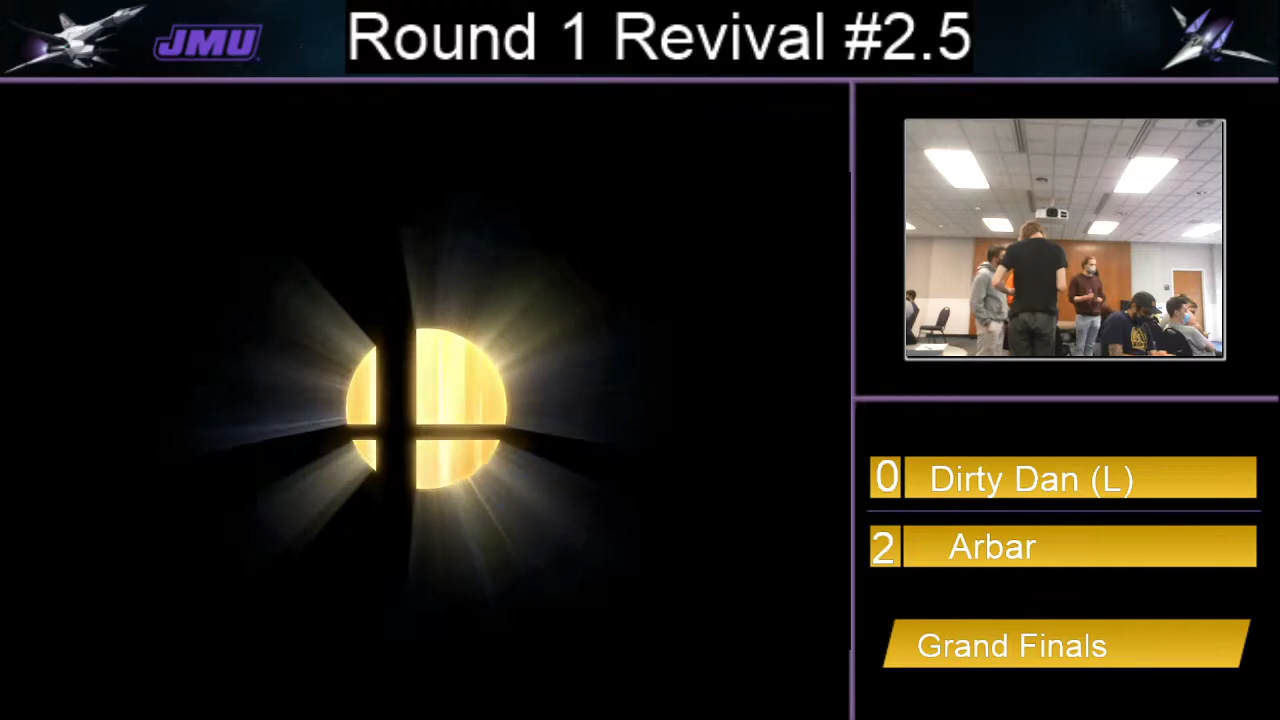 JMU
Round 1 Revival #2.5
0 Dirty Dan (L)
2 Arbar
Grand Finals